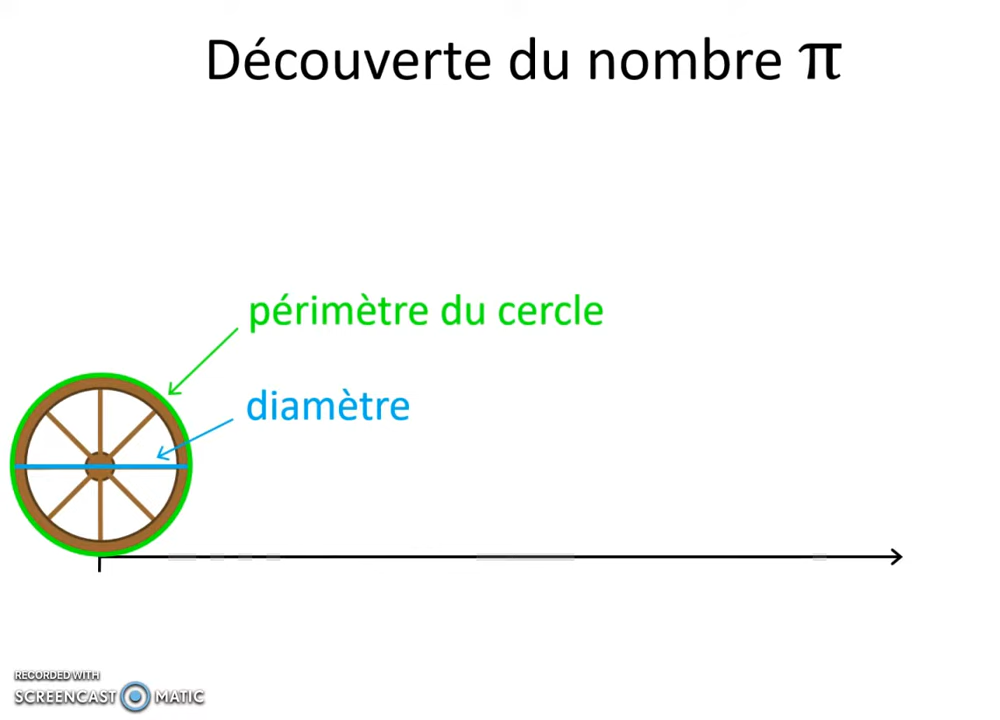 Découverte du nombre π
périmètre du cercle
diamètre
RECORDED WITH
SCREENCAST MATIC